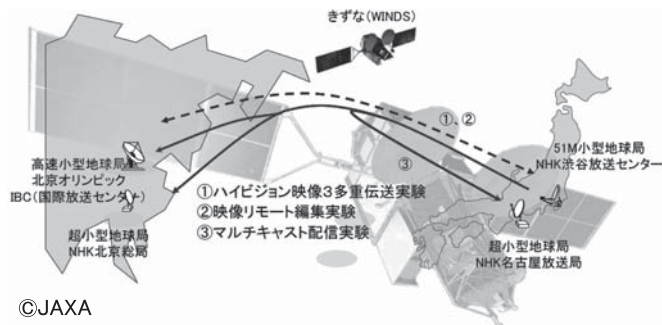 きずな(WINDS)
①、②
③
51M小型地球局
NHK渋谷放送センター
高速小型地球局
北京オリンピック
IBC(国際放送センター)
①ハイビジョン映像3多重伝送実験
②映像リモート編集実験
③マルチキャスト配信実験
超小型地球局
NHK北京総局
超小型地球局
NHK名古屋放送局
©JAXA